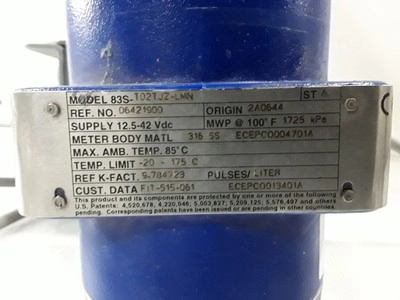 MODEL 83S-T02TJZ-LMN ST A
REF. NO. 06421900 ORIGIN 2A0644
SUPPLY 12.5-42 Vdc MWP @ 100° F 1725 kPa
METER BODY MATL 316 SS ECEPCO004701A
MAX. AMB. TEMP. 85°C
TEMP. LIMIT -20 - 175 C
REF K-FACT. 9.784223 PULSES/ LITER
CUST. DATA FIT-515-061 ECEPCO013401A
This product and its components are protected by one or more of the following
U.S. Patents: 4,520,678, 4,220,046; 5,003,827; 5,209,125; 5,576,497 and others
pending. Corresponding patents have been issued or are pending in other countries.